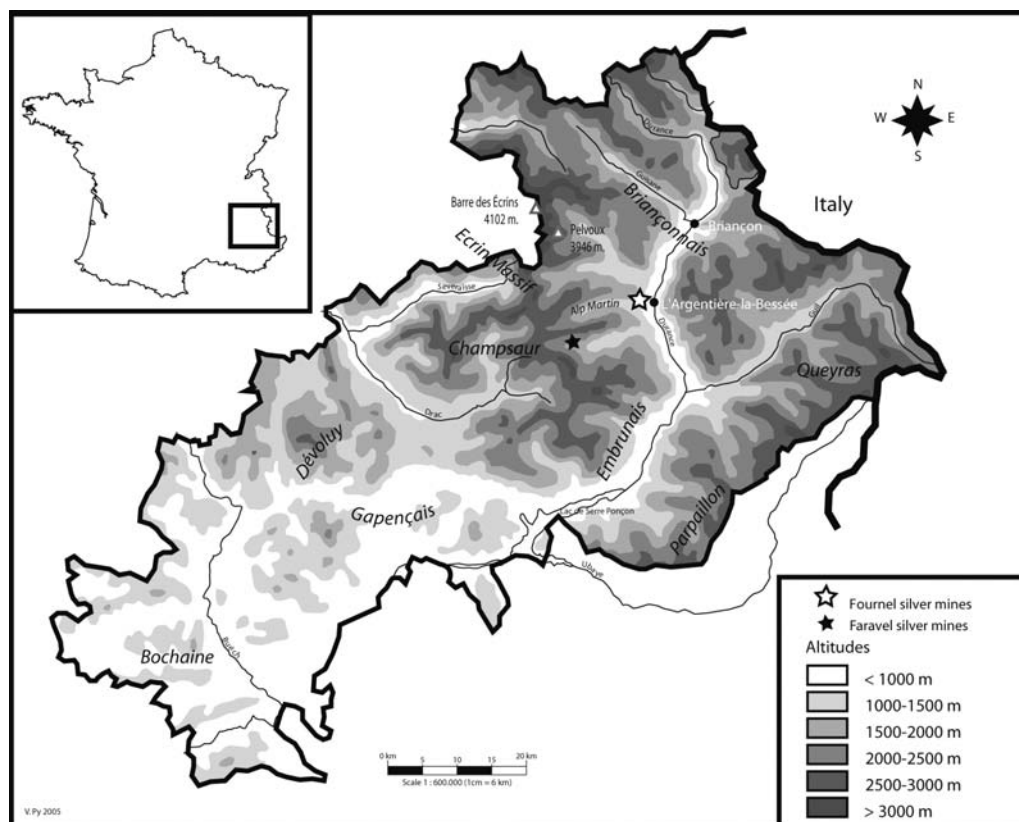 N
W E
S
Italy
Durance
Guisane
Briançonnais
Briançon
Barre des Écrins
4102 m.
Pelvoux
3946 m.
Ecrin Massif
Séveraisse
Alp Martin
L'Argentière-la-Bessée
Durance
Guil
Champsaur
Queyras
Drac
Dévoluy
Embrunais
Gapençais
Lac de Serre Ponçon
Parpaillon
Ubaye
Buëch
Bochaine
Fournel silver mines
Faravel silver mines
Altitudes
< 1000 m
1000-1500 m
1500-2000 m
2000-2500 m
2500-3000 m
> 3000 m
0 km 5 10 15 20 km
Scale 1 : 600.000 (1cm = 6 km)
V. Py 2005